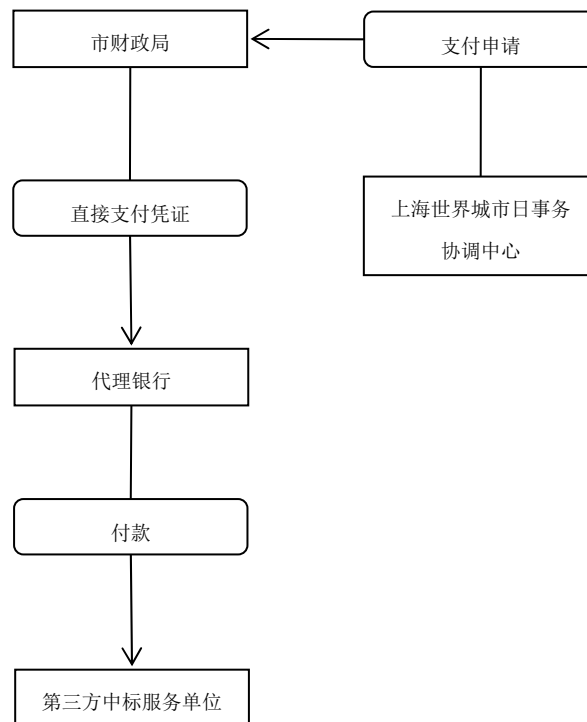 市财政局
支付申请
直接支付凭证
上海世界城市日事务
协调中心
代理银行
付款
第三方中标服务单位